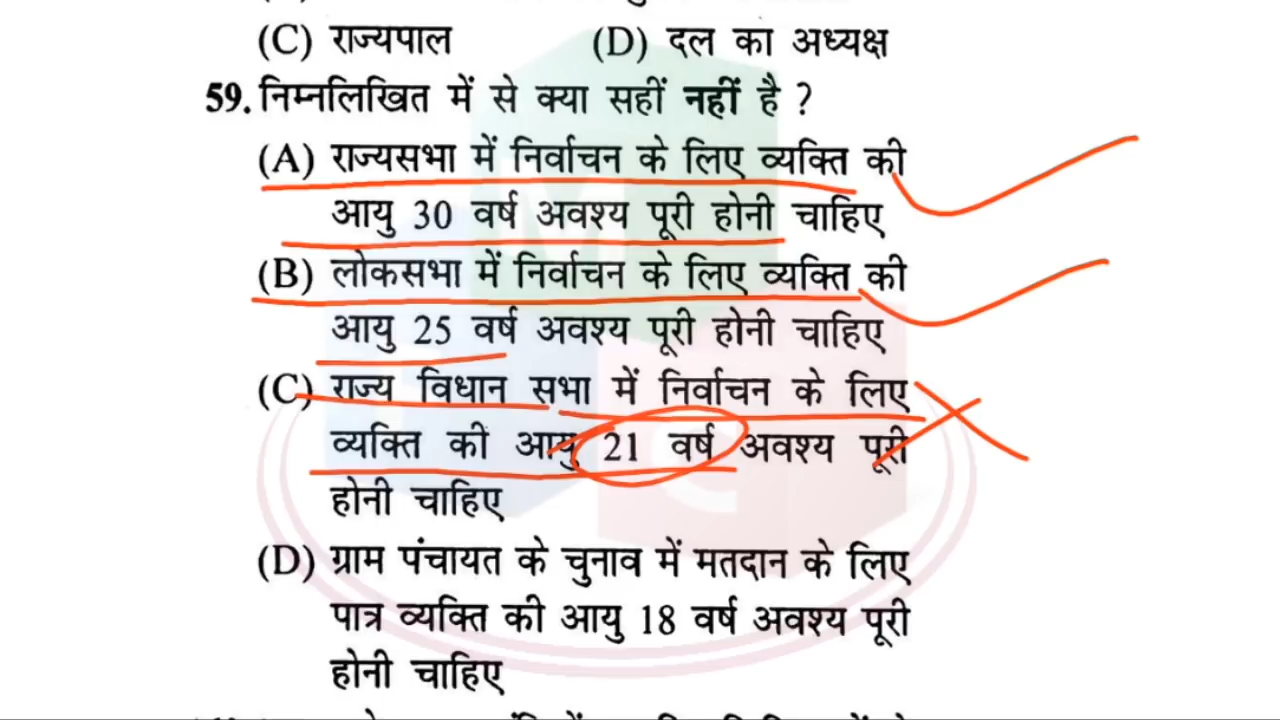 (C) राज्यपाल (D) दल का अध्यक्ष
59. निम्नलिखित में से क्या सहीं नहीं है ?
(A) राज्यसभा में निर्वाचन के लिए व्यक्ति की
आयु 30 वर्ष अवश्य पूरी होनी चाहिए
(B) लोकसभा में निर्वाचन के लिए व्यक्ति की
आयु 25 वर्ष अवश्य पूरी होनी चाहिए
(C) राज्य विधान सभा में निर्वाचन के लिए
व्यक्ति की आयु 21 वर्ष अवश्य पूरी
होनी चाहिए
(D) ग्राम पंचायत के चुनाव में मतदान के लिए
पात्र व्यक्ति की आयु 18 वर्ष अवश्य पूरी
होनी चाहिए